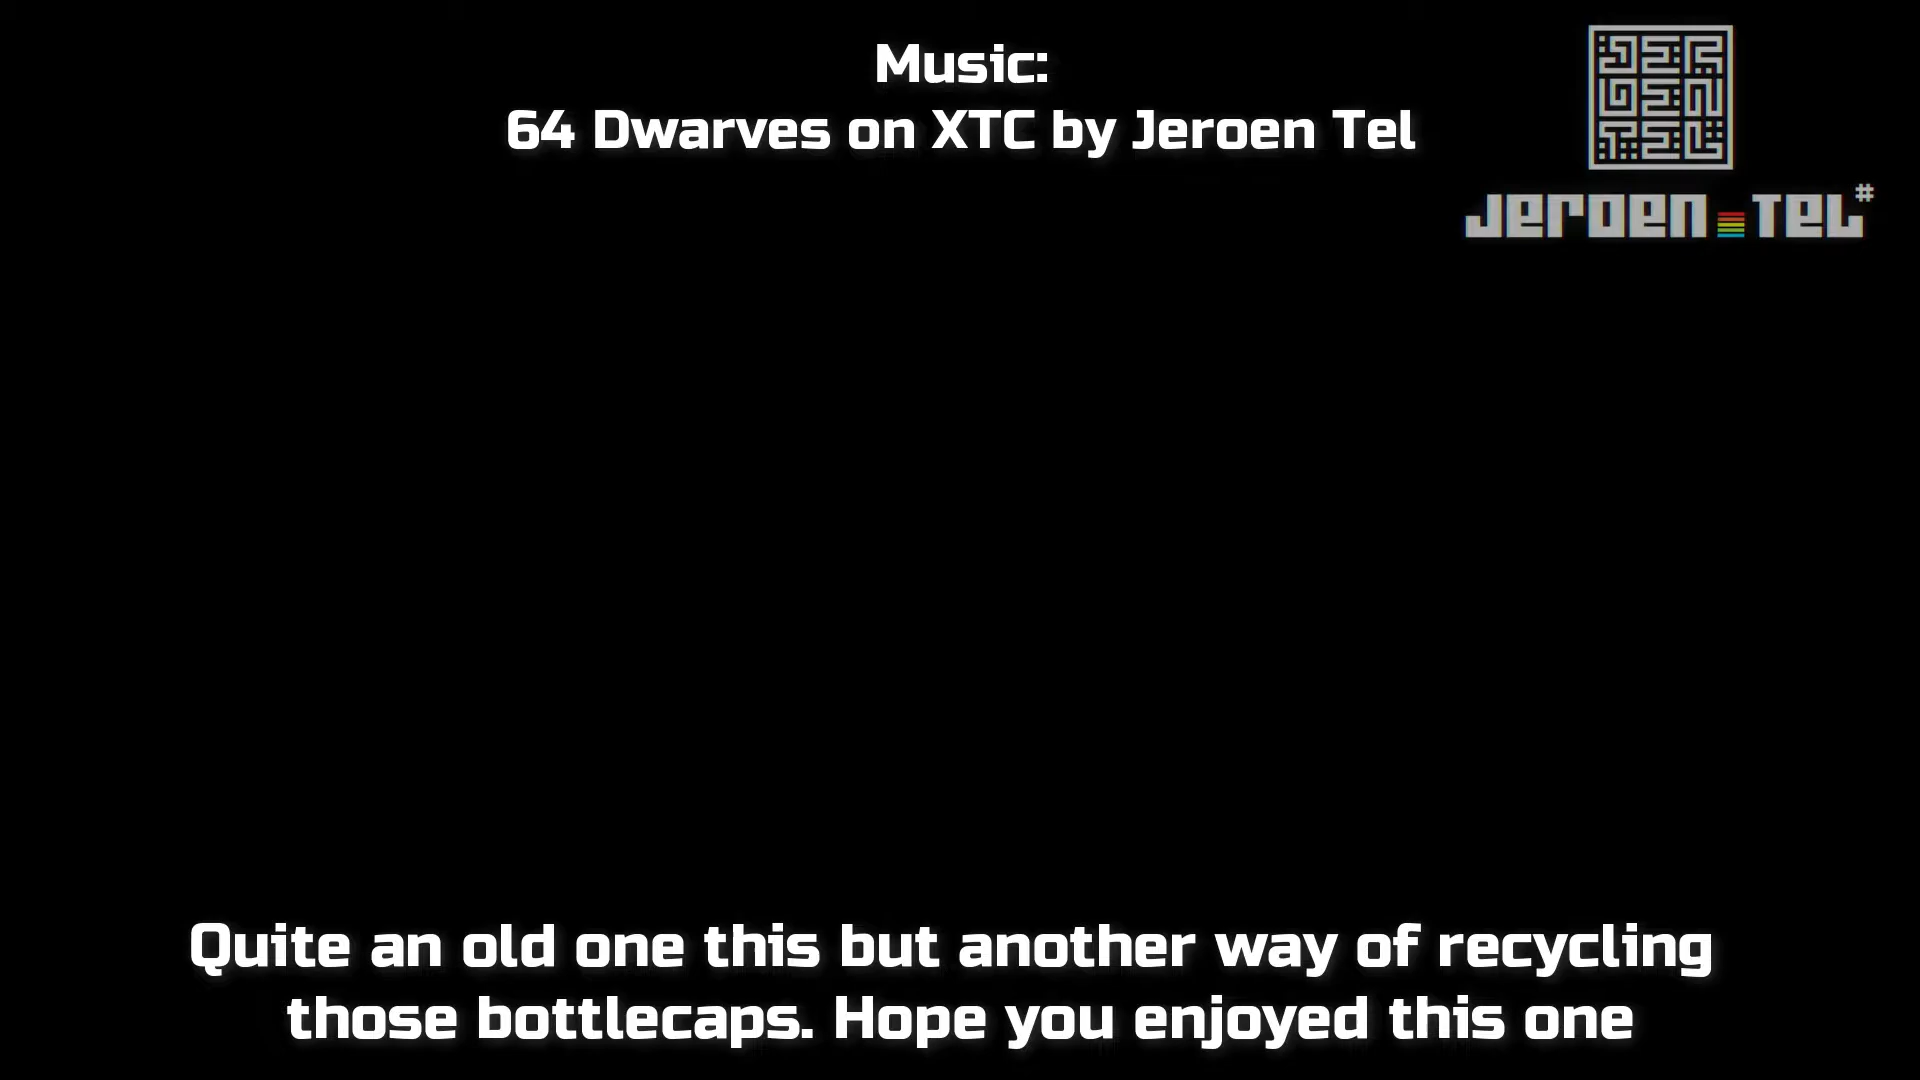 Music:
64 Dwarves on XTC by Jeroen Tel
Jeroen Tel#
Quite an old one this but another way of recycling
those bottlecaps. Hope you enjoyed this one